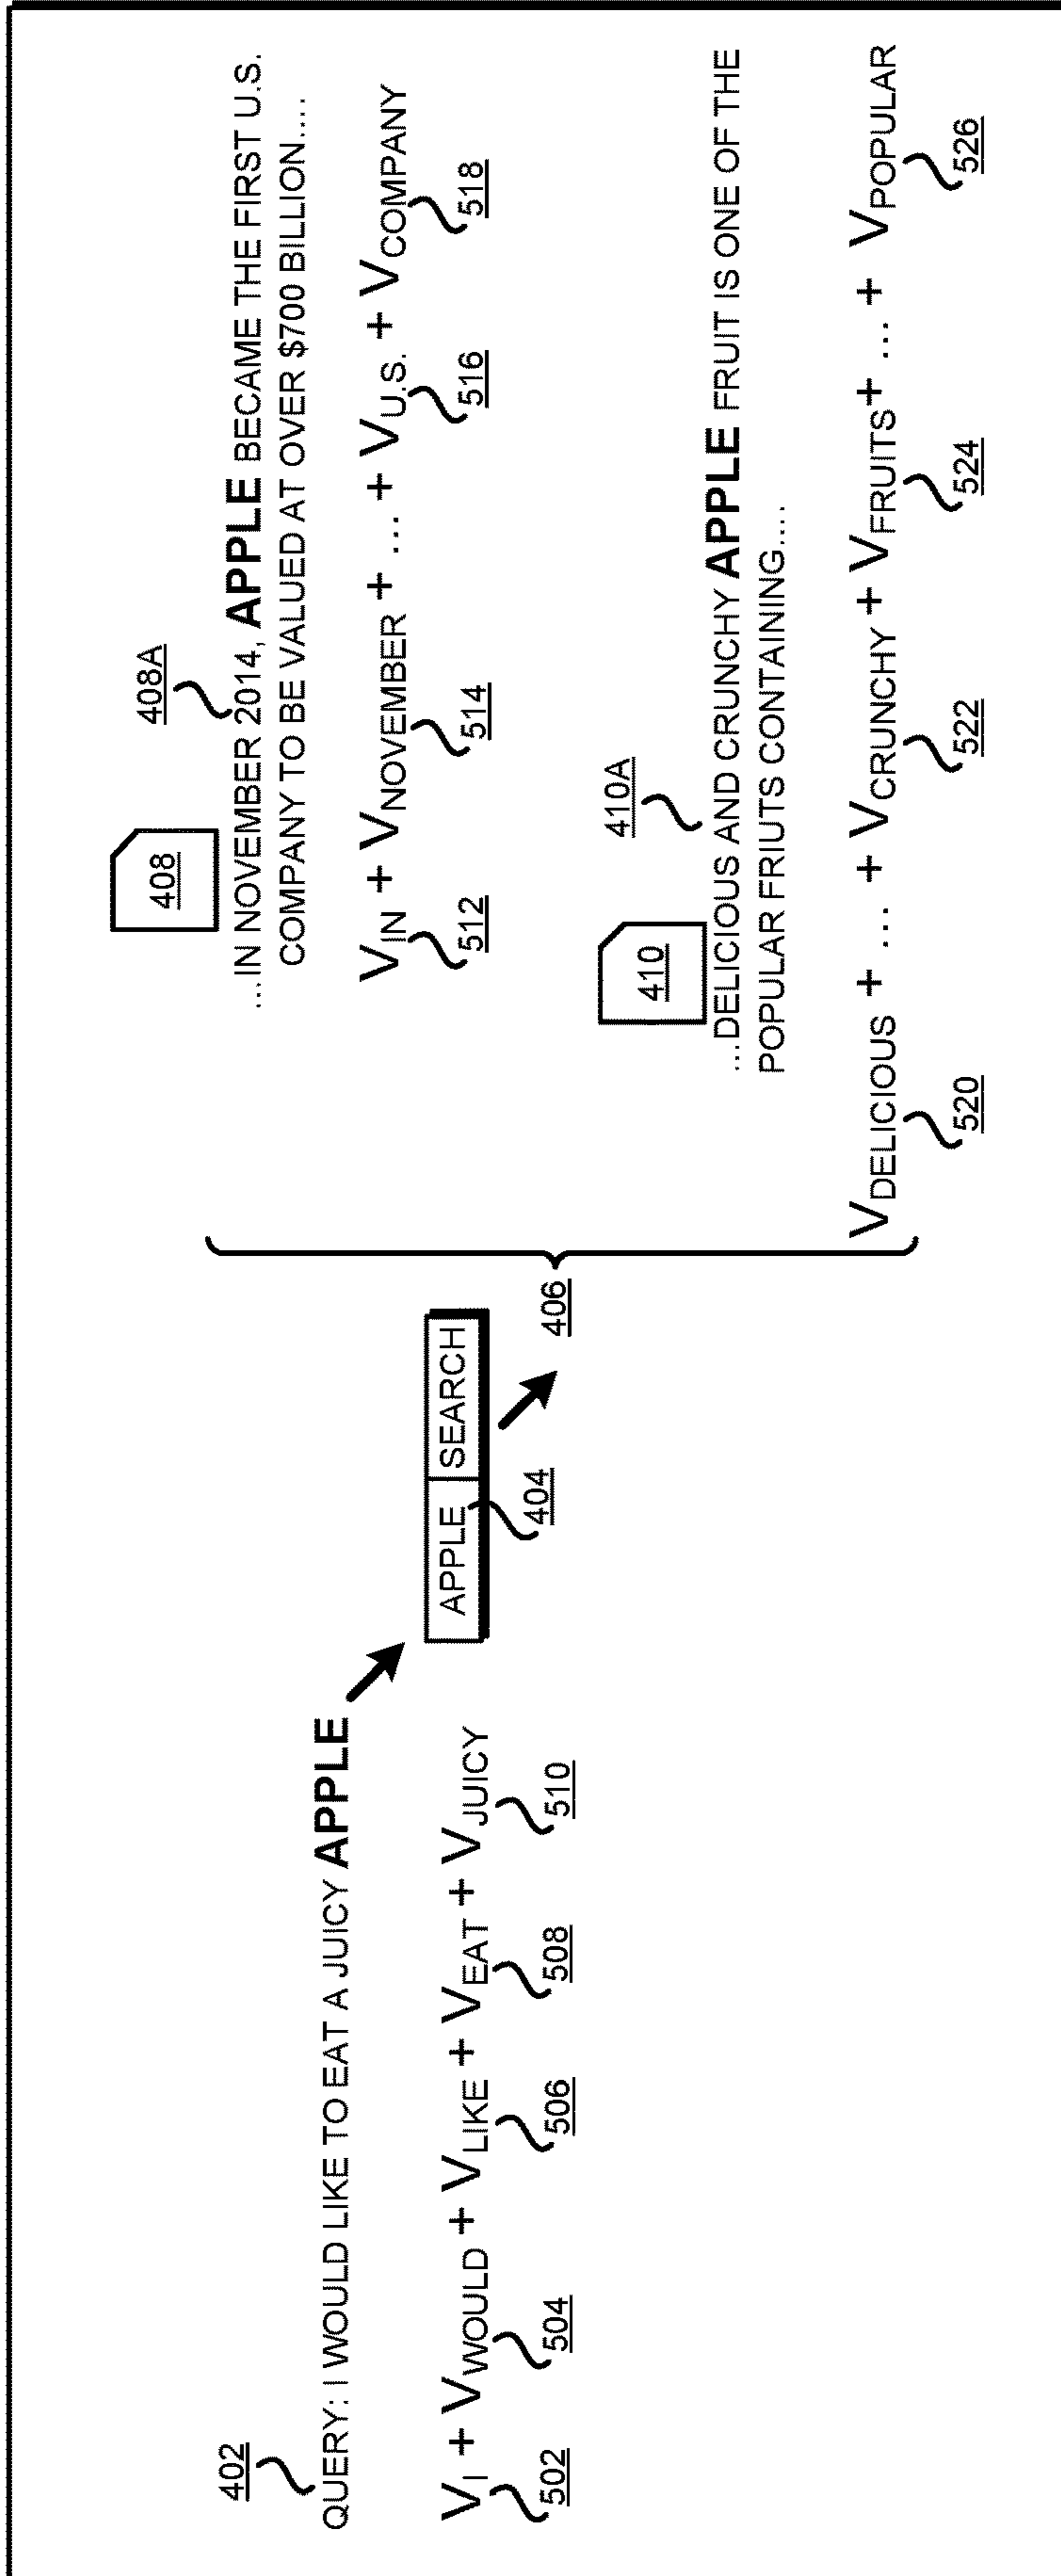 402
QUERY: I WOULD LIKE TO EAT A JUICY APPLE
V_I + V_WOULD + V_LIKE + V_EAT + V_JUICY
502 504 506 508 510
APPLE SEARCH
404
406
408
408A
...IN NOVEMBER 2014, APPLE BECAME THE FIRST U.S.
COMPANY TO BE VALUED AT OVER $700 BILLION....
V_IN + V_NOVEMBER + ... + V_U.S. + V_COMPANY
512 514 516 518
410
410A
...DELICIOUS AND CRUNCHY APPLE FRUIT IS ONE OF THE
POPULAR FRIUTS CONTAINING....
V_DELICIOUS + ... + V_CRUNCHY + V_FRUITS + ... + V_POPULAR
520 522 524 526